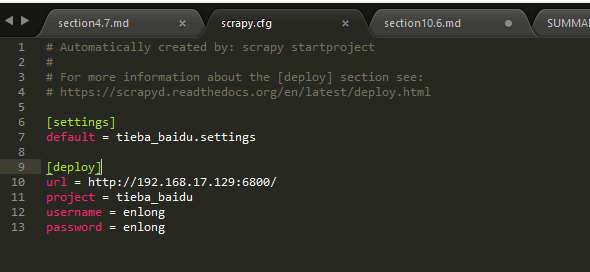 section4.7.md
scrapy.cfg
section10.6.md
SUMMA
1 # Automatically created by: scrapy startproject
2 #
3 # For more information about the [deploy] section see:
4 # https://scrapyd.readthedocs.org/en/latest/deploy.html
5
6 [settings]
7 default = tieba_baidu.settings
8
9 [deploy]
10 url = http://192.168.17.129:6800/
11 project = tieba_baidu
12 username = enlong
13 password = enlong